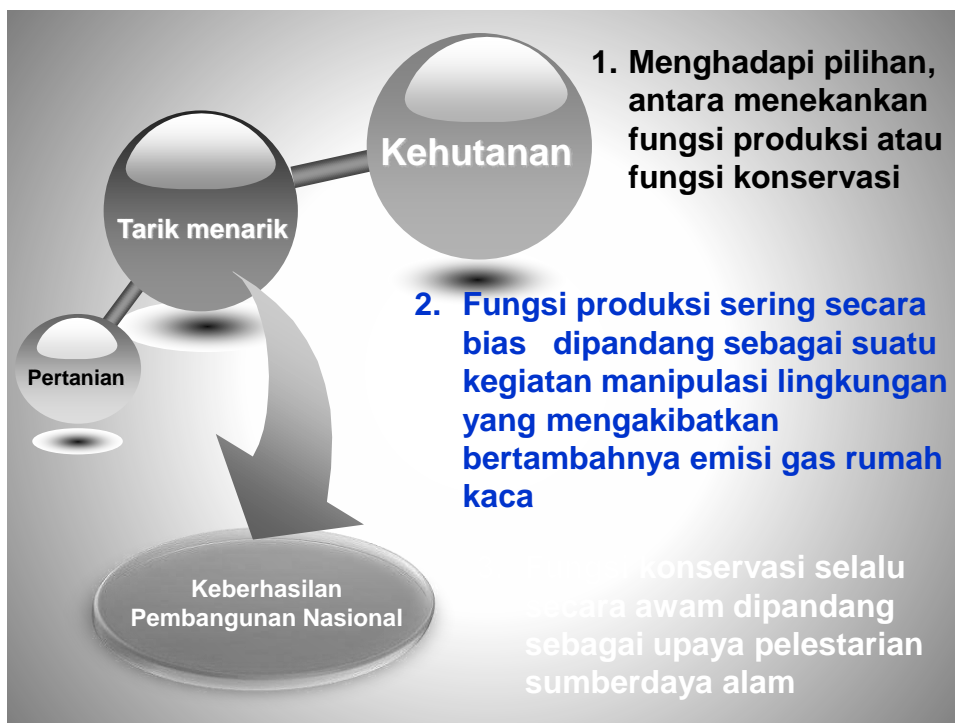 1. Menghadapi pilihan,
antara menekankan
fungsi produksi atau
fungsi konservasi
Kehutanan
Tarik menarik
Pertanian
2. Fungsi produksi sering secara
bias dipandang sebagai suatu
kegiatan manipulasi lingkungan
yang mengakibatkan
bertambahnya emisi gas rumah
kaca
Keberhasilan
Pembangunan Nasional
konservasi selalu
secara awam dipandang
sebagai upaya pelestarian
sumberdaya alam